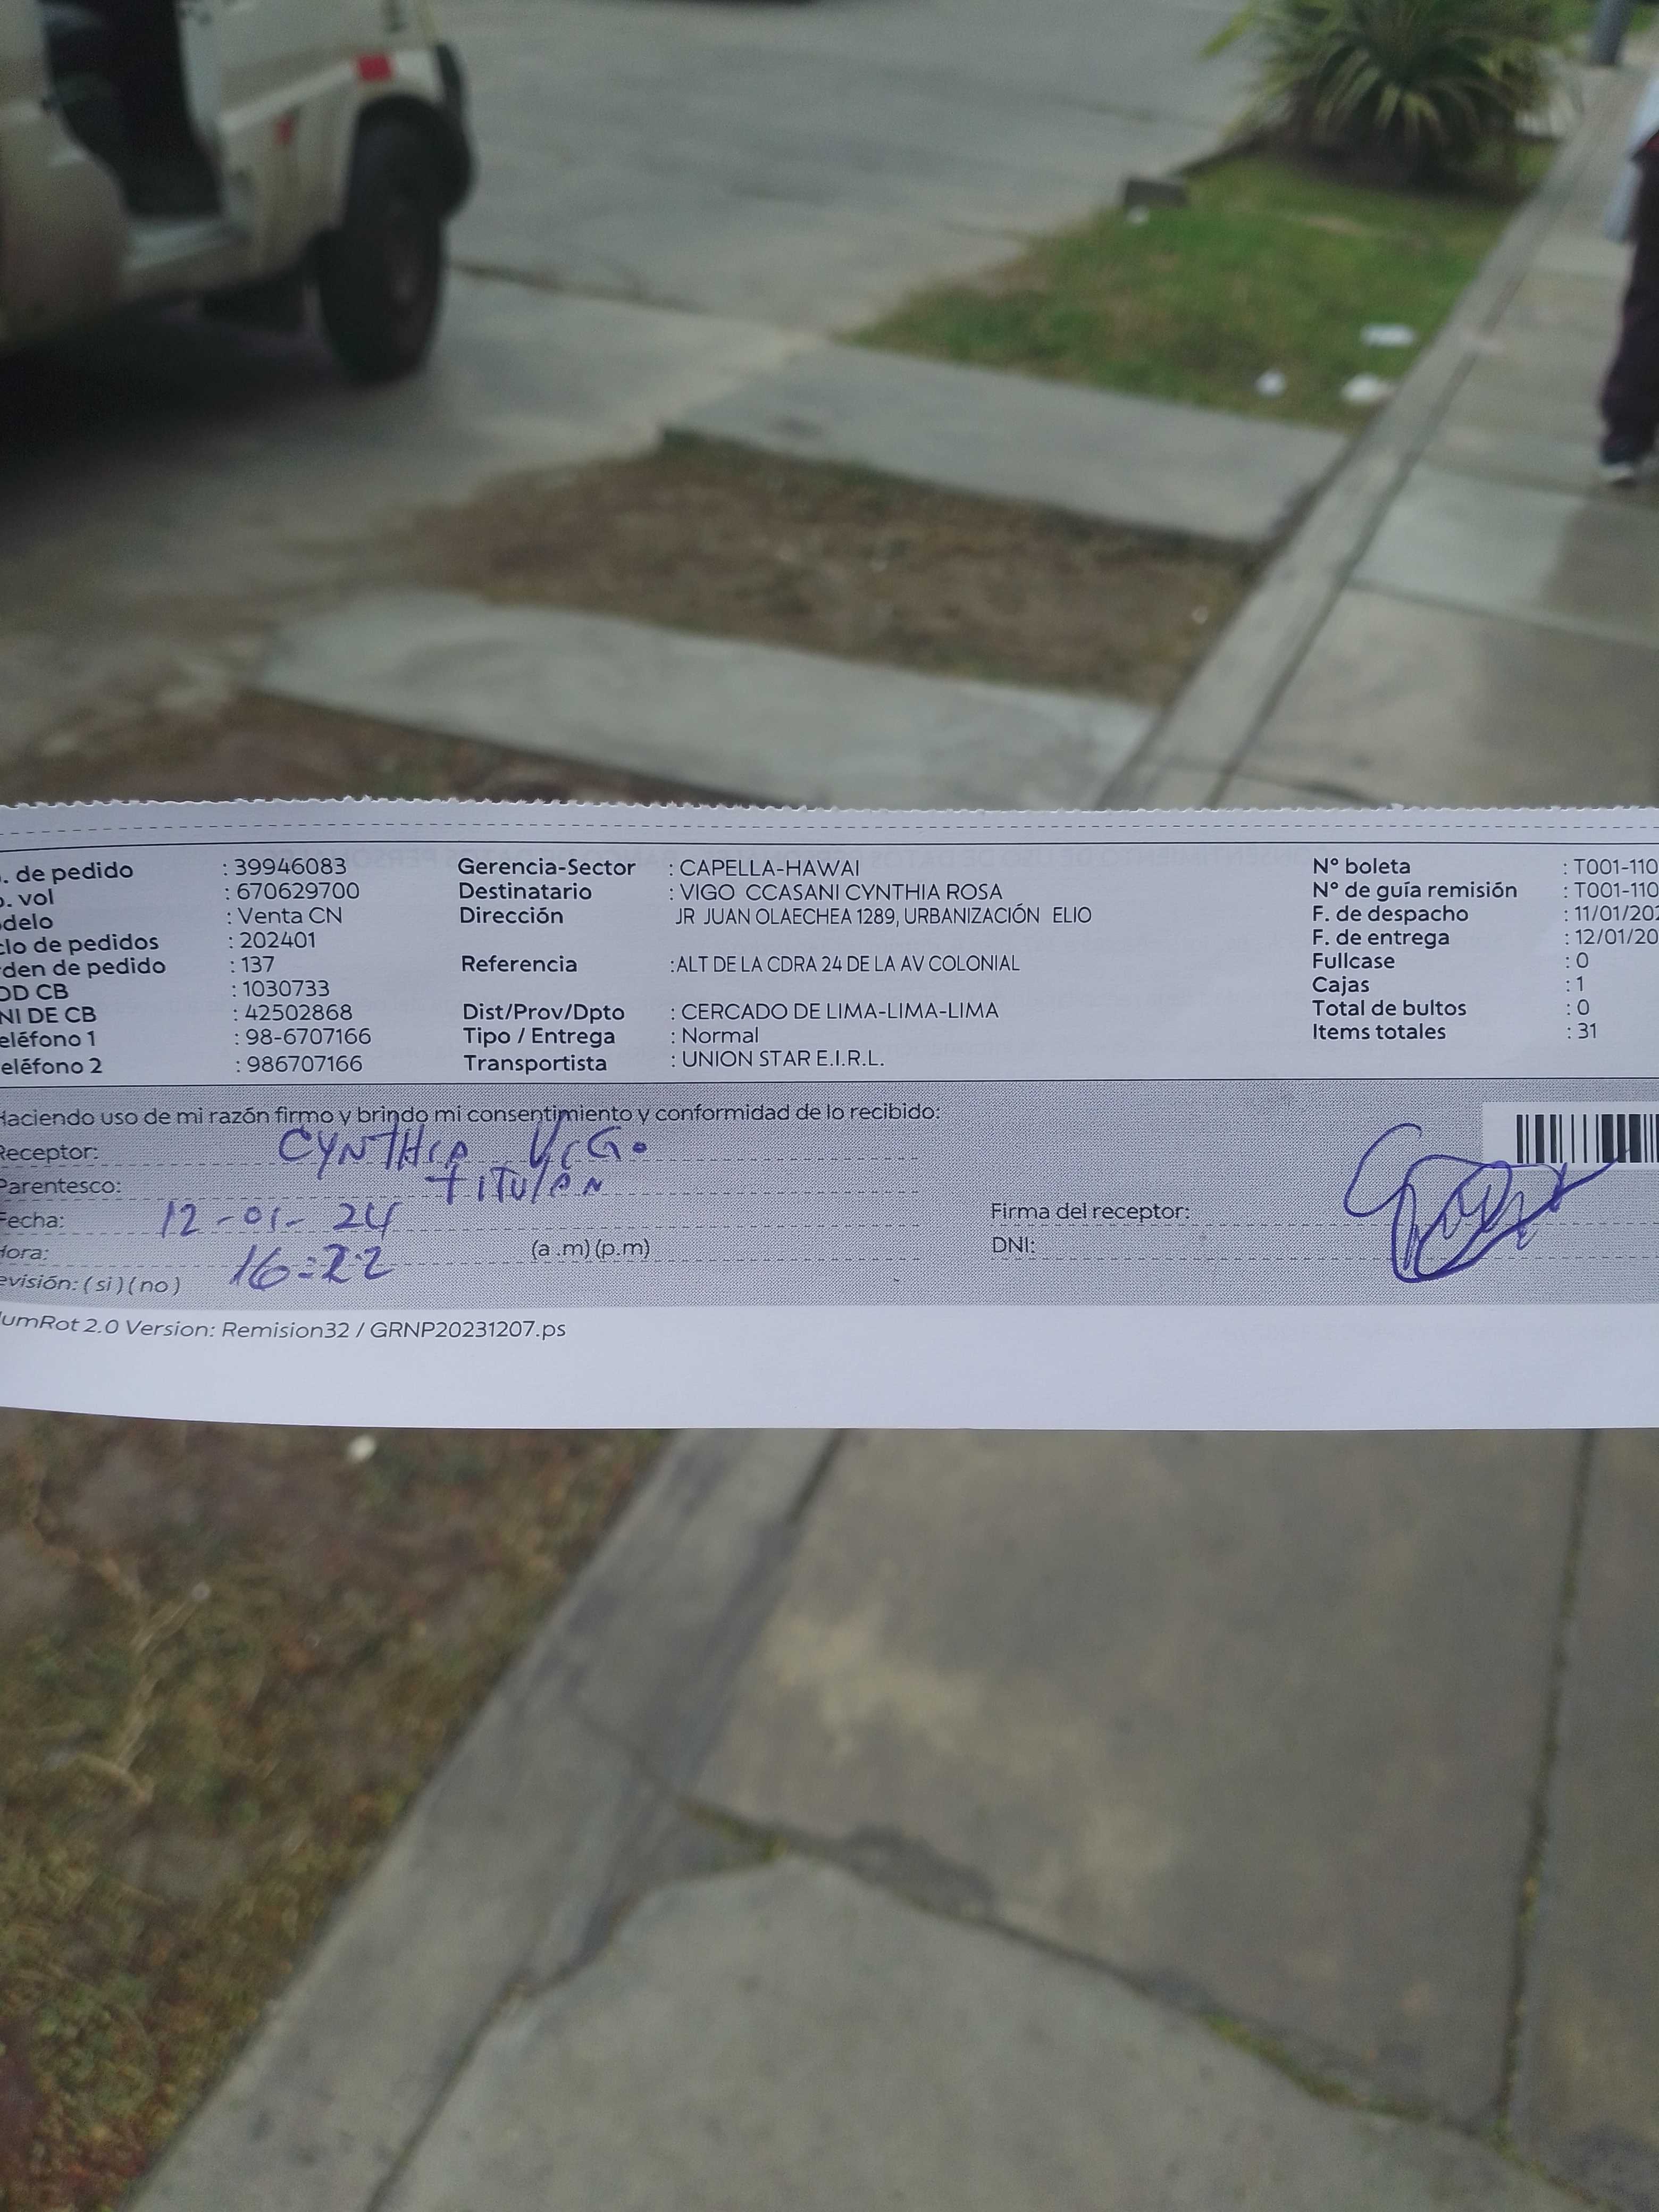 . de pedido : 39946083 Gerencia-Sector : CAPELLA-HAWAI N° boleta : T001-110
. vol : 670629700 Destinatario : VIGO CCASANI CYNTHIA ROSA N° de guía remisión : T001-110
delo : Venta CN Dirección JR JUAN OLAECHEA 1289, URBANIZACIÓN ELIO F. de despacho : 11/01/202
clo de pedidos : 202401 F. de entrega : 12/01/20
den de pedido : 137 Referencia :ALT DE LA CDRA 24 DE LA AV COLONIAL Fullcase : 0
OD CB : 1030733 Cajas : 1
NI DE CB : 42502868 Dist/Prov/Dpto : CERCADO DE LIMA-LIMA-LIMA Total de bultos : 0
eléfono 1 : 98-6707166 Tipo / Entrega : Normal Items totales : 31
eléfono 2 : 986707166 Transportista : UNION STAR E.I.R.L.
Haciendo uso de mi razón firmo y brindo mi consentimiento y conformidad de lo recibido:
Receptor: CYNTHIA VIGO
Parentesco: TITULAR
Fecha: 12-01-24 Firma del receptor:
Hora: 16:22 (a .m) (p.m) DNI:
evisión: ( si ) ( no )
umRot 2.0 Version: Remision32 / GRNP20231207.ps